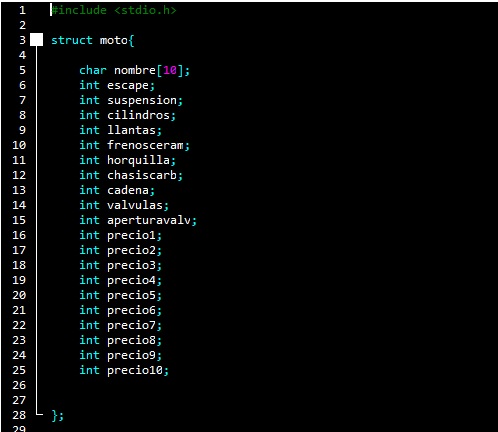 1 #include <stdio.h>
2
3 struct moto{
4
5 char nombre[10];
6 int escape;
7 int suspension;
8 int cilindros;
9 int llantas;
10 int frenosceram;
11 int horquilla;
12 int chasiscarb;
13 int cadena;
14 int valvulas;
15 int aperturavalv;
16 int precio1;
17 int precio2;
18 int precio3;
19 int precio4;
20 int precio5;
21 int precio6;
22 int precio7;
23 int precio8;
24 int precio9;
25 int precio10;
26
27
28 };
29